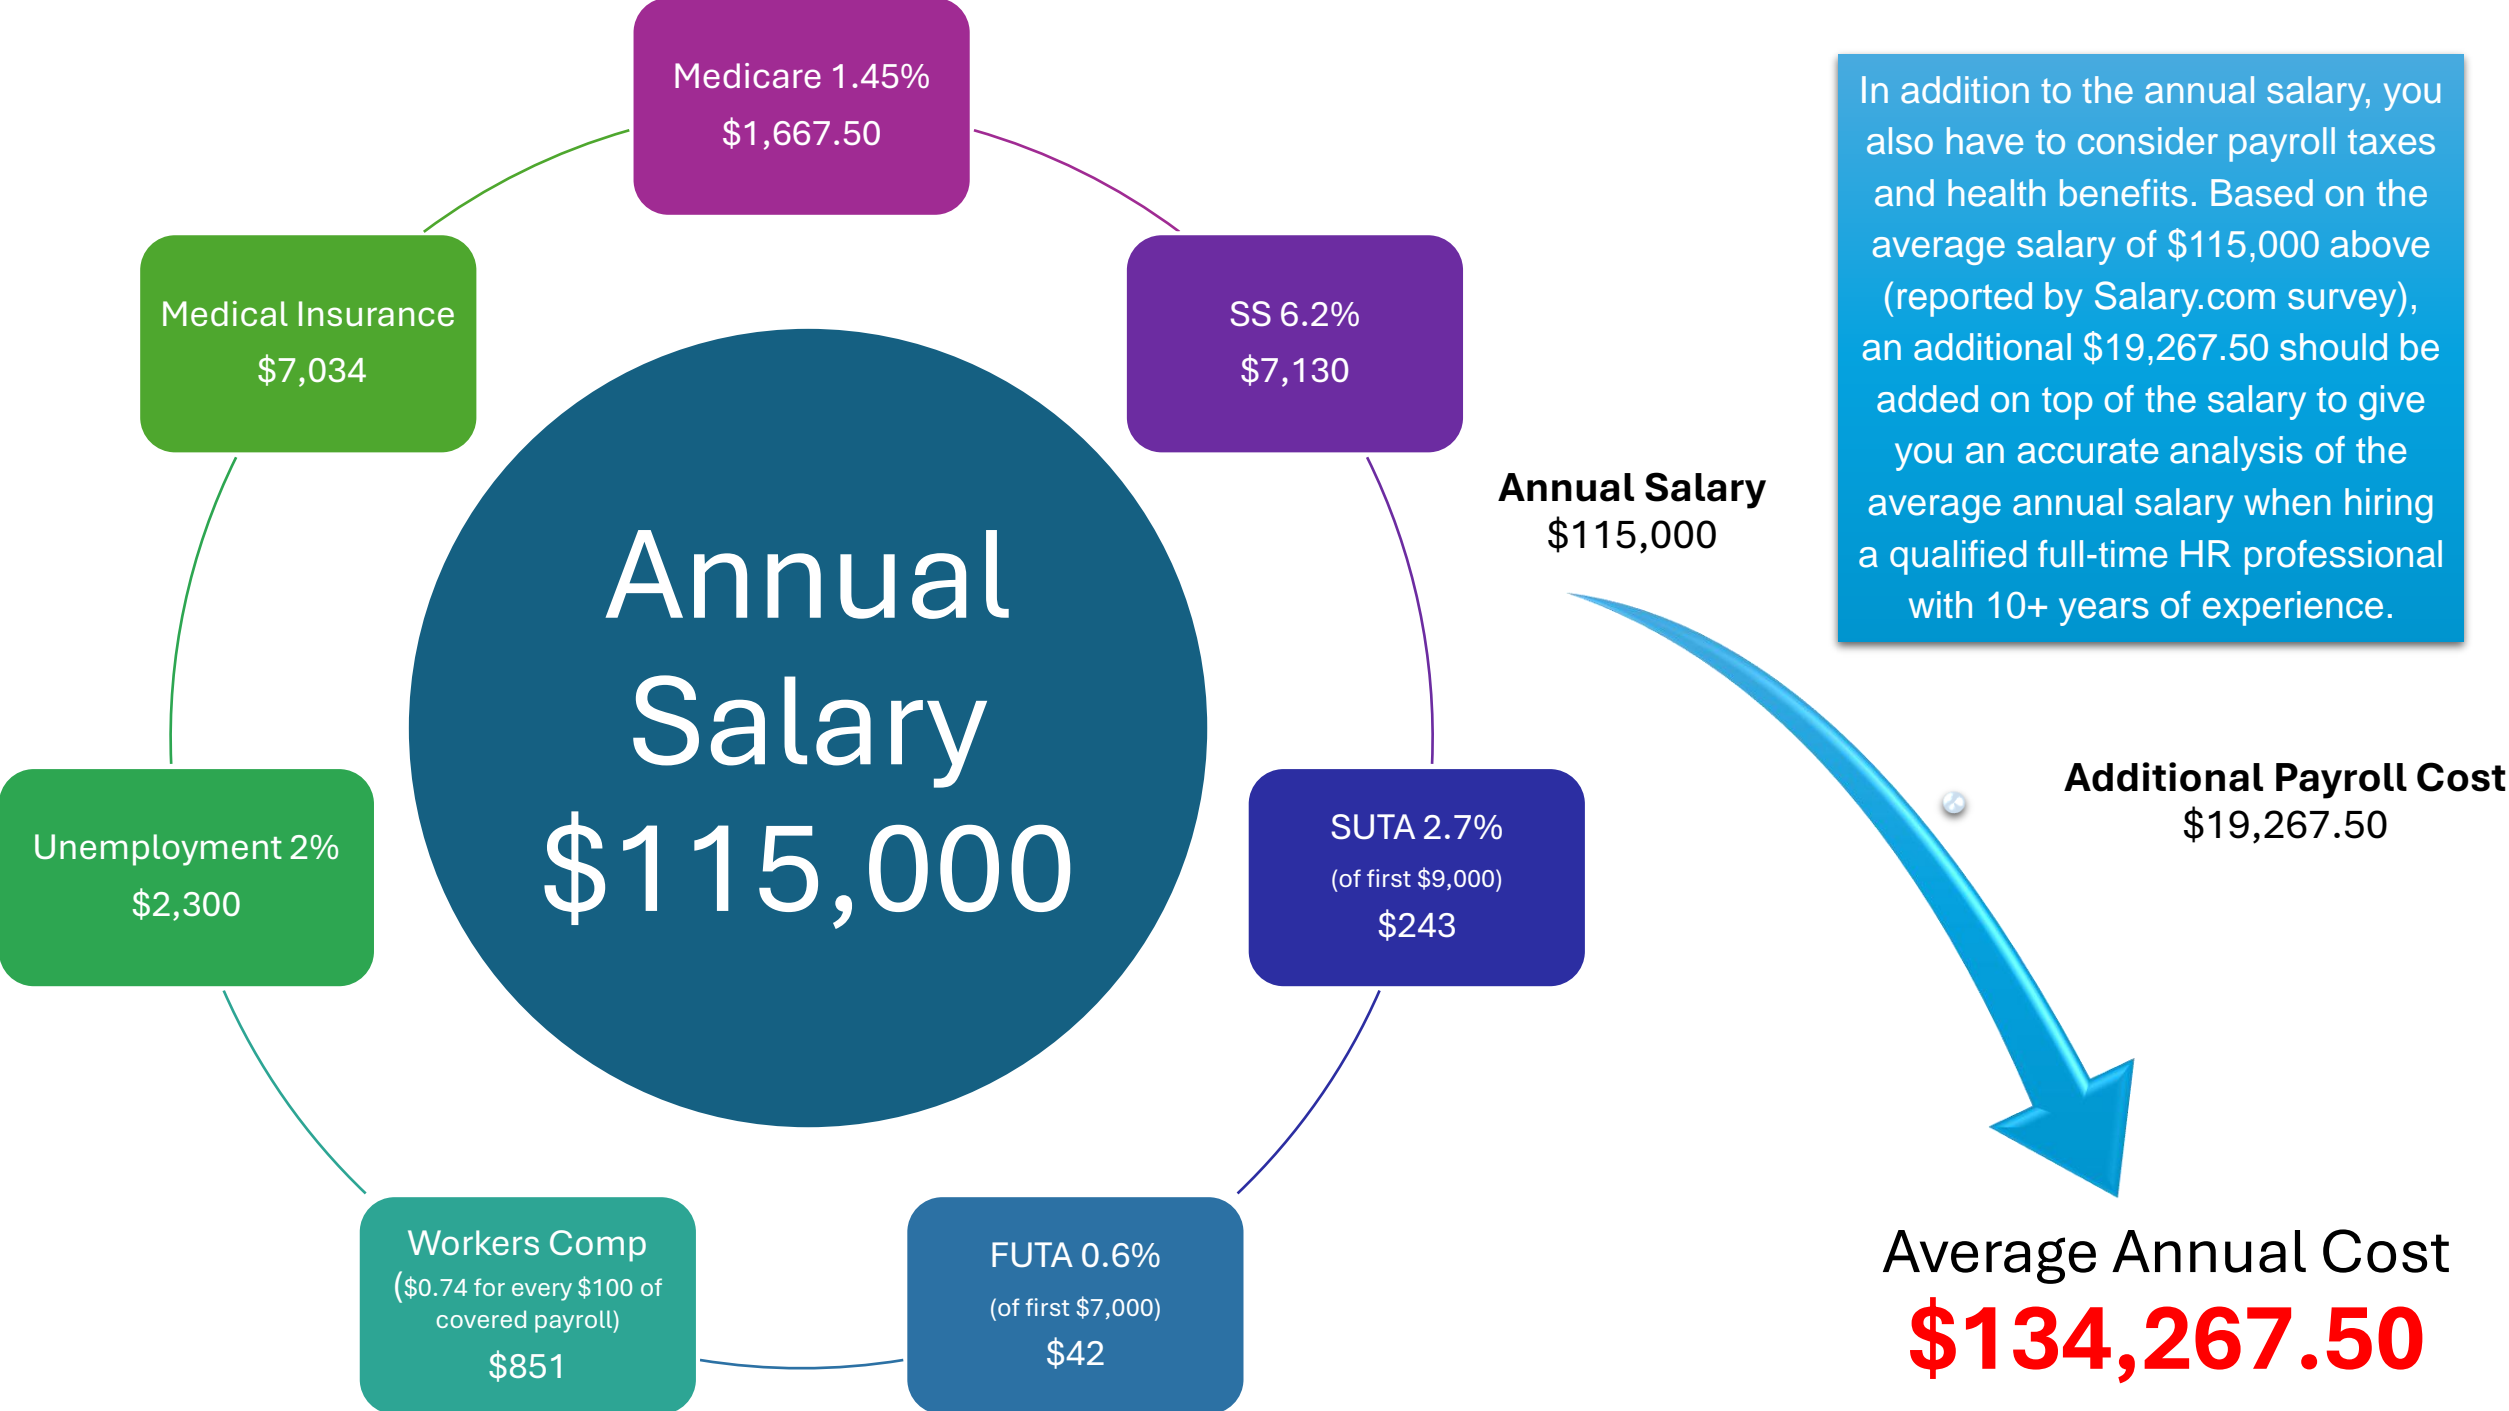 Medicare 1.45%
$1,667.50
SS 6.2%
$7,130
SUTA 2.7%
(of first $9,000)
$243
FUTA 0.6%
(of first $7,000)
$42
Workers Comp
($0.74 for every $100 of
covered payroll)
$851
Unemployment 2%
$2,300
Medical Insurance
$7,034
Annual
Salary
$115,000
In addition to the annual salary, you
also have to consider payroll taxes
and health benefits. Based on the
average salary of $115,000 above
(reported by Salary.com survey),
an additional $19,267.50 should be
added on top of the salary to give
you an accurate analysis of the
average annual salary when hiring
a qualified full-time HR professional
with 10+ years of experience.
Annual Salary
$115,000
Additional Payroll Cost
$19,267.50
Average Annual Cost
$134,267.50